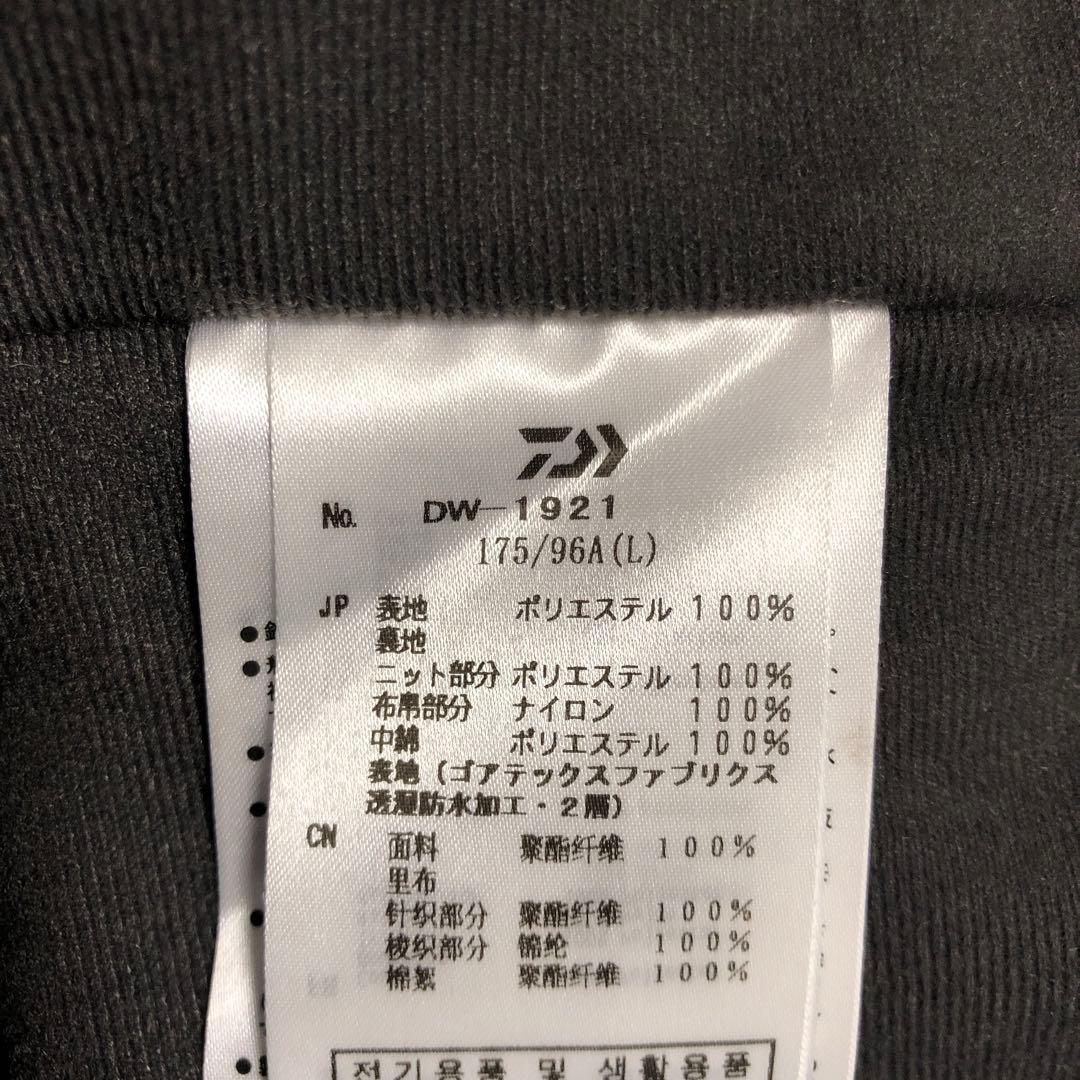 No. DW-1921
175/96A(L)
JP 表地 ポリエステル 100%
裏地
ニット部分 ポリエステル 100%
布帛部分 ナイロン 100%
中綿 ポリエステル 100%
表地(ゴアテックスファブリクス
透湿防水加工・2層)
CN 面料 聚酯纤维 100%
里布
针织部分 聚酯纤维 100%
梭织部分 锦纶 100%
棉絮 聚酯纤维 100%
전기용품 및 생활용품